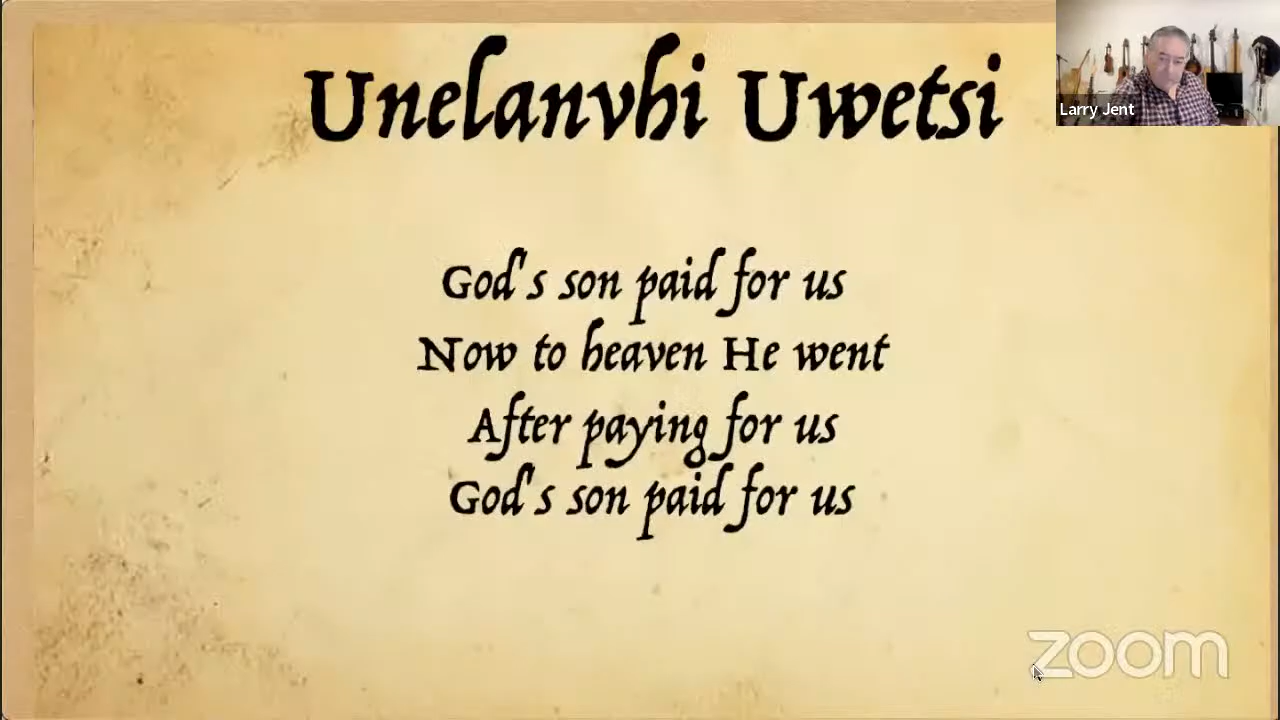 Unelanvhi Uwetsi
Larry Jent
God's son paid for us
Now to heaven He went
After paying for us
God's son paid for us
zoom